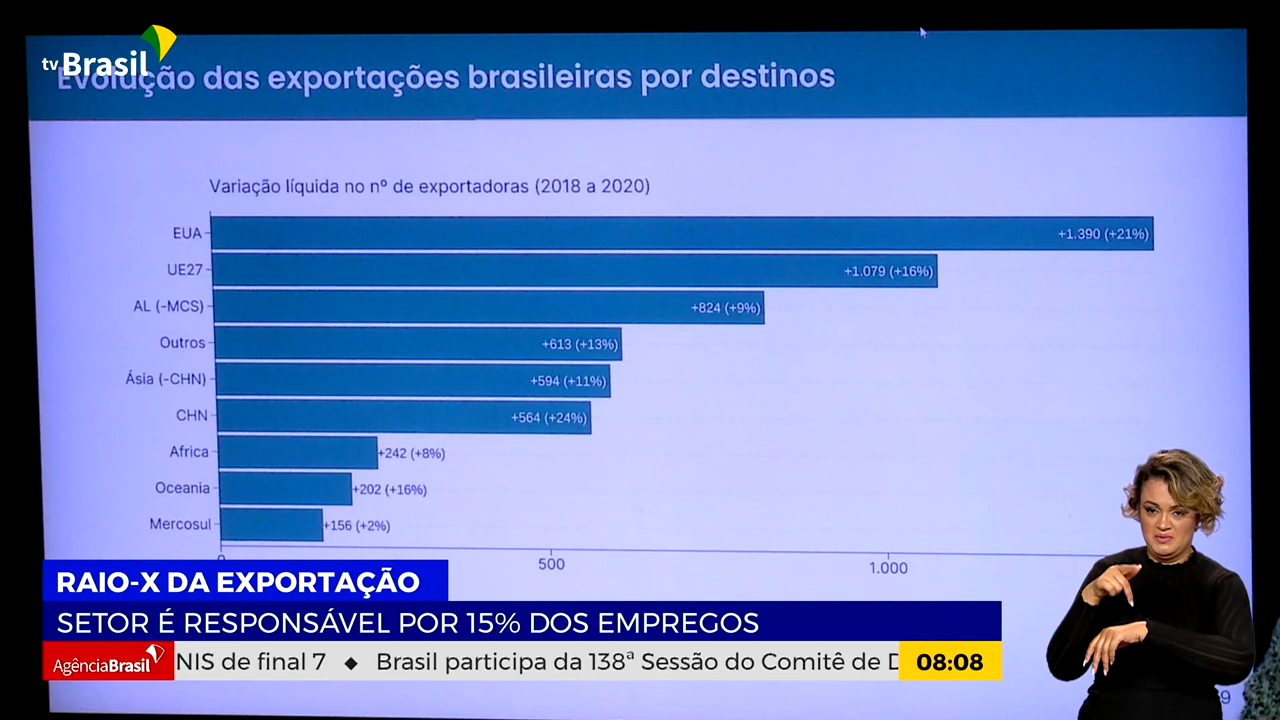 tv Brasil
Evolução das exportações brasileiras por destinos
Variação líquida no nº de exportadoras (2018 a 2020)
EUA +1.390 (+21%)
UE27 +1.079 (+16%)
AL (-MCS) +824 (+9%)
Outros +613 (+13%)
Ásia (-CHN) +594 (+11%)
CHN +564 (+24%)
Africa +242 (+8%)
Oceania +202 (+16%)
Mercosul +156 (+2%)
0 500 1.000
RAIO-X DA EXPORTAÇÃO
SETOR É RESPONSÁVEL POR 15% DOS EMPREGOS
AgênciaBrasil NIS de final 7 ◆ Brasil participa da 138ª Sessão do Comitê de D 08:08